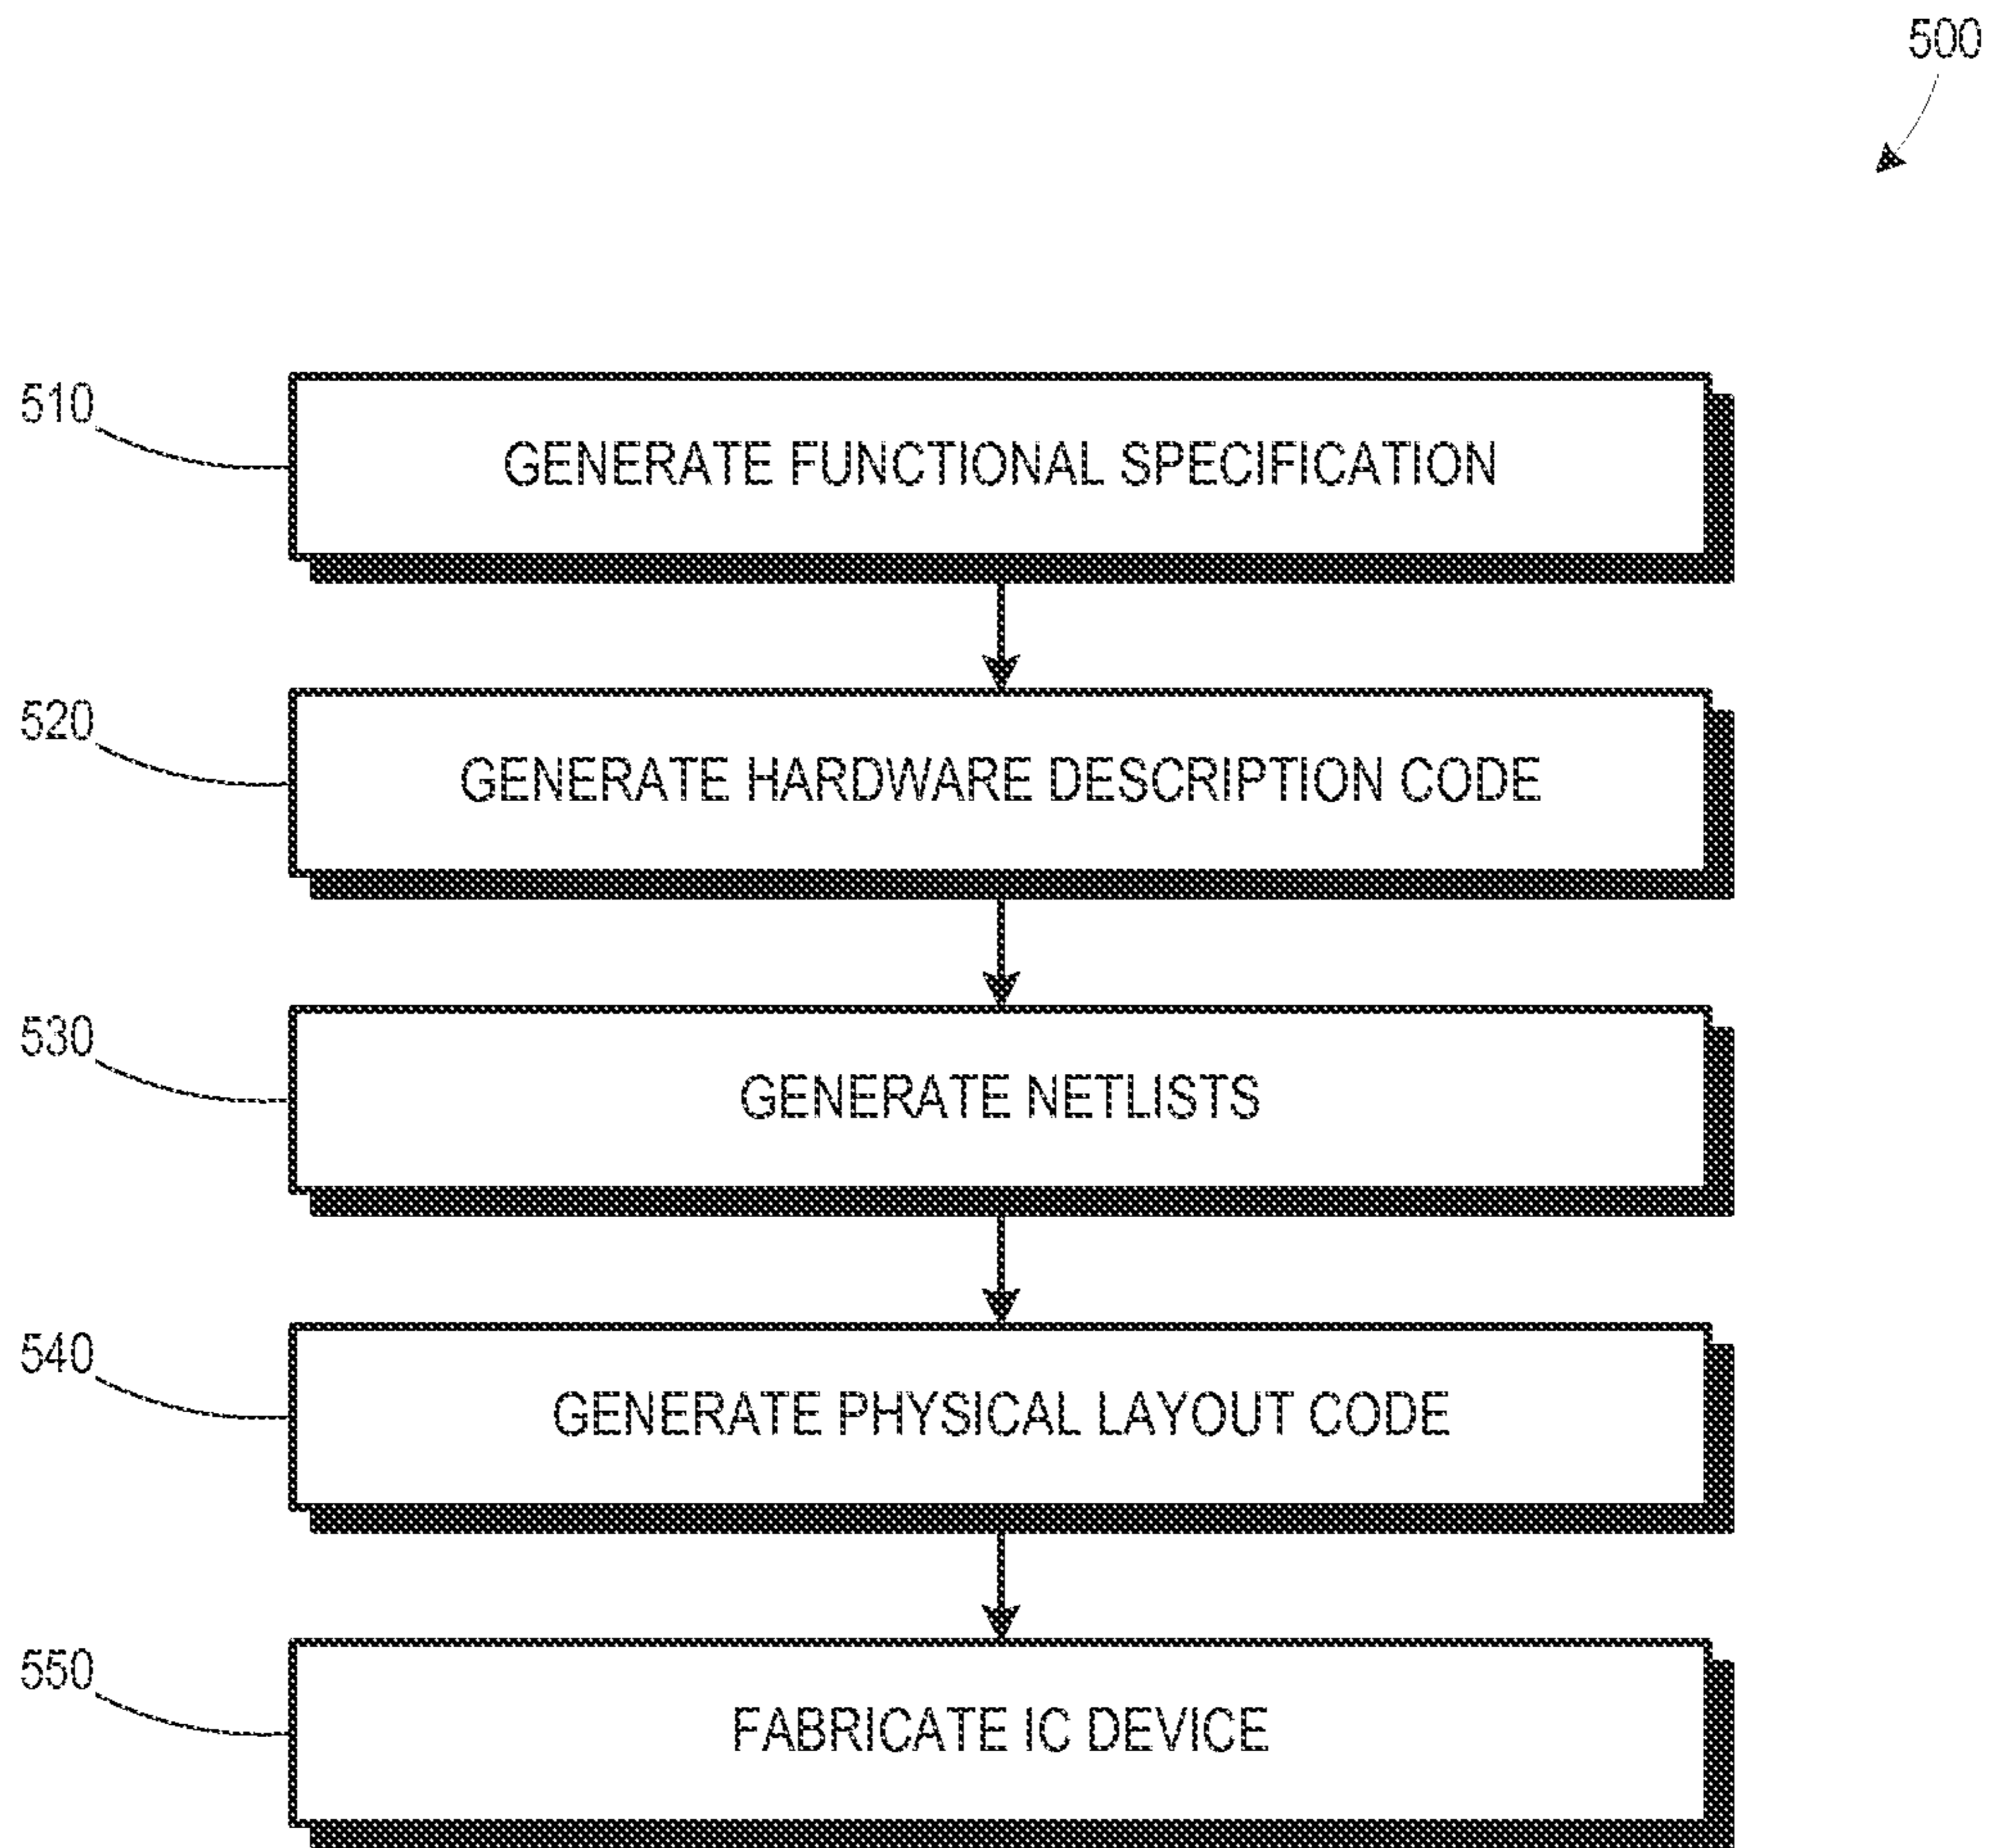 500
510
GENERATE FUNCTIONAL SPECIFICATION
520
GENERATE HARDWARE DESCRIPTION CODE
530
GENERATE NETLISTS
540
GENERATE PHYSICAL LAYOUT CODE
550
FABRICATE IC DEVICE